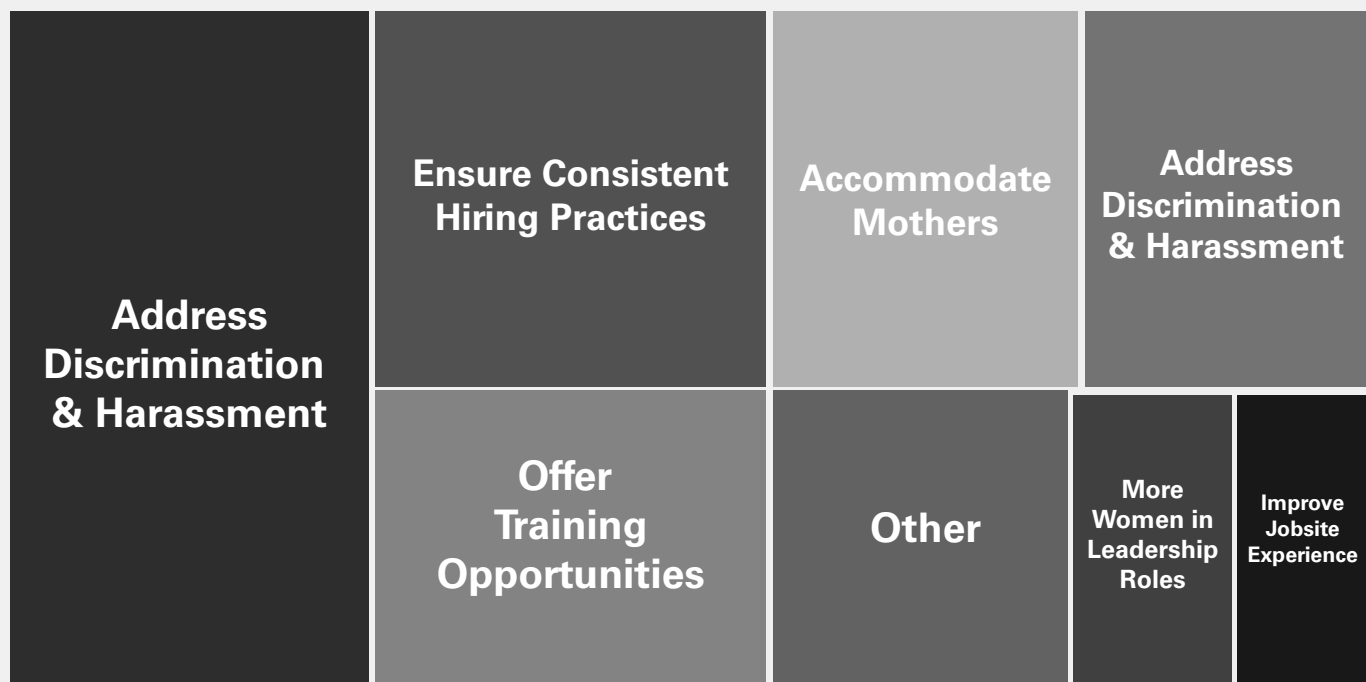 Address
Discrimination
& Harassment
Ensure Consistent
Hiring Practices
Accommodate
Mothers
Address
Discrimination
& Harassment
Offer
Training
Opportunities
Other
More
Women in
Leadership
Roles
Improve
Jobsite
Experience